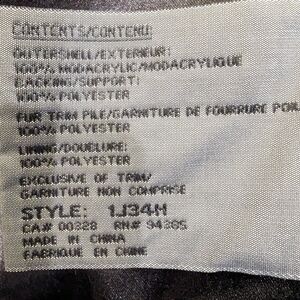 CONTENTS/CONTENU:
OUTERSHELL/EXTERIEUR:
100% MODACRYLIC/MODACRYLIQUE
BACKING/SUPPORT:
100% POLYESTER
FUR TRIM PILE/GARNITURE DE FOURRURE POIL
100% POLYESTER
LINING/DOUBLURE:
100% POLYESTER
EXCLUSIVE OF TRIM/
GARNITURE NON COMPRISE
STYLE: 1J34H
CA# 00328 RN# 94385
MADE IN CHINA
FABRIQUE EN CHINE